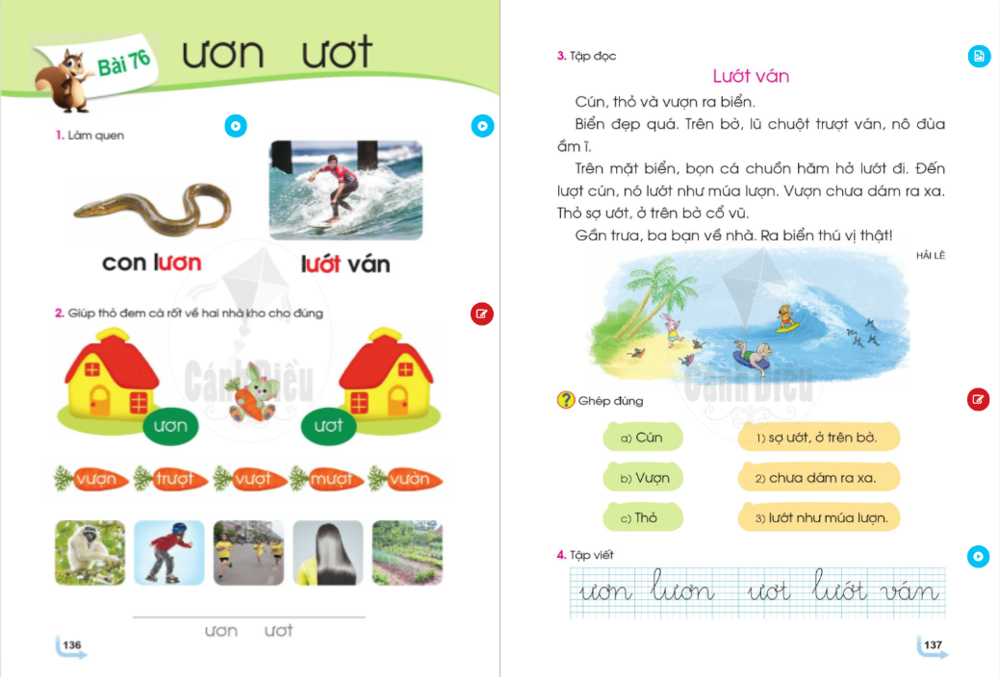 Bài 76
ươn ươt
1. Làm quen
con lươn
lướt ván
2. Giúp thỏ đem cà rốt về hai nhà kho cho đúng
ươn
ươt
vượn trượt vượt mượt vườn
ươn ươt
136
3. Tập đọc
Lướt ván
Cún, thỏ và vượn ra biển.
Biển đẹp quá. Trên bờ, lũ chuột trượt ván, nô đùa
ầm ĩ.
Trên mặt biển, bọn cá chuồn hăm hở lướt đi. Đến
lượt cún, nó lướt như múa lượn. Vượn chưa dám ra xa.
Thỏ sợ ướt, ở trên bờ cổ vũ.
Gần trưa, ba bạn về nhà. Ra biển thú vị thật!
HẢI LÊ
Cánh Diều
Cánh Diều
? Ghép đúng
a) Cún
1) sợ ướt, ở trên bờ.
b) Vượn
2) chưa dám ra xa.
c) Thỏ
3) lướt như múa lượn.
4. Tập viết
ươn lươn ươt lướt ván
137